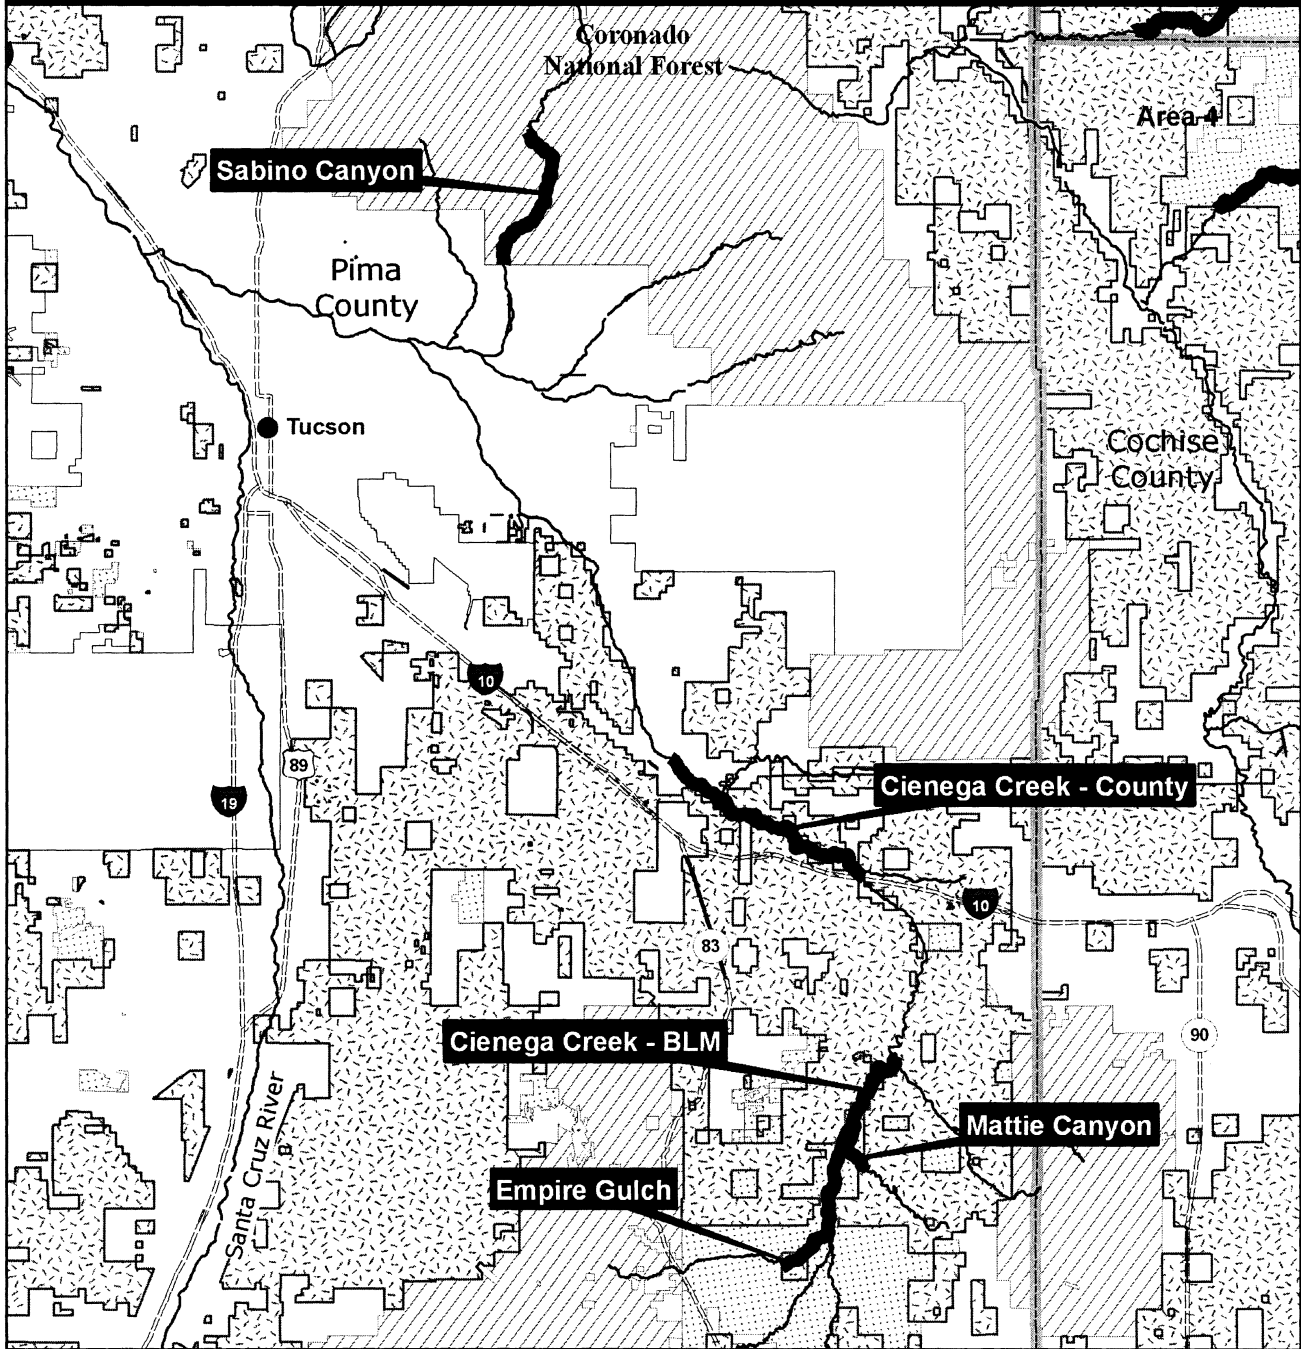 Coronado
National Forest
Area 4
Sabino Canyon
Pima
County
Tucson
Cochise
County
10
89
19
Cienega Creek - County
10
83
Cienega Creek - BLM
90
Mattie Canyon
Empire Gulch
Santa Cruz River